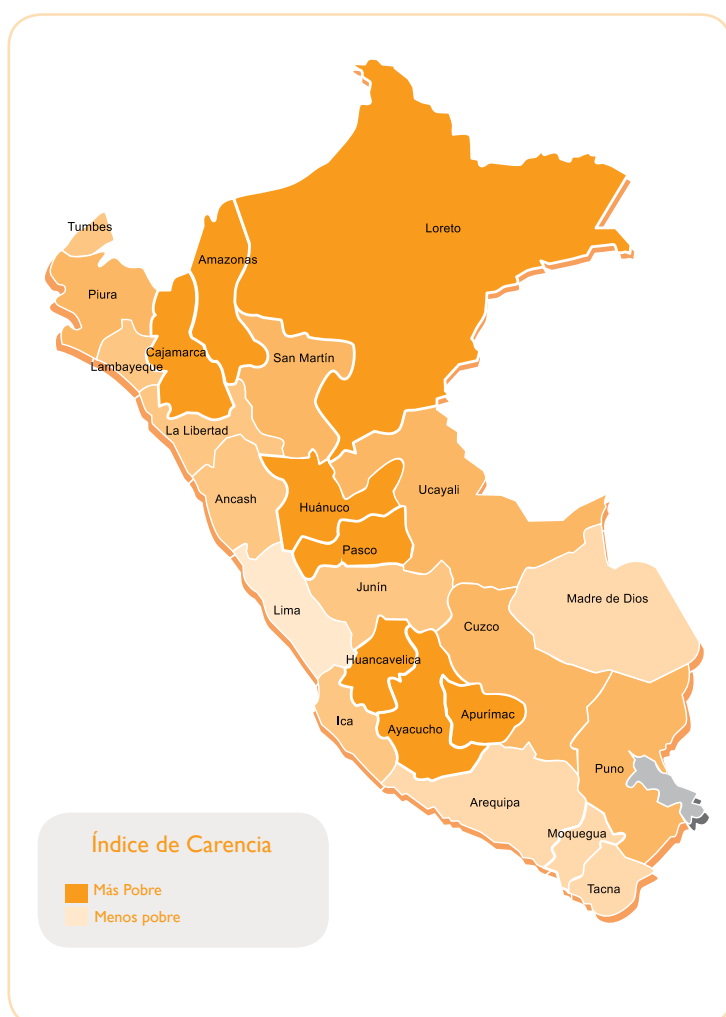 Loreto
Tumbes
Amazonas
Piura
Cajamarca
San Martín
Lambayeque
La Libertad
Ucayali
Ancash
Huánuco
Pasco
Junín
Madre de Dios
Lima
Cuzco
Huancavelica
Apurímac
Ica
Ayacucho
Puno
Arequipa
Moquegua
Tacna
Índice de Carencia
Más Pobre
Menos pobre